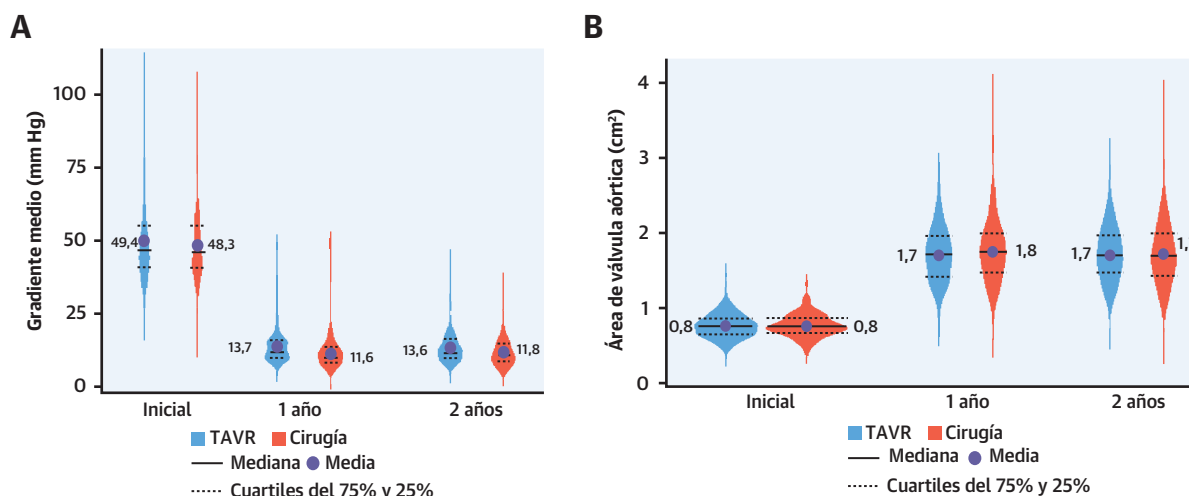 A
Gradiente medio (mm Hg)
100
75
50
25
0
49,4
48,3
13,7
11,6
13,6
11,8
Inicial 1 año 2 años
TAVR Cirugía
Mediana Media
Cuartiles del 75% y 25%
B
Área de válvula aórtica (cm²)
4
3
2
1
0
0,8
0,8
1,7
1,8
1,7
Inicial 1 año 2 años
TAVR Cirugía
Mediana Media
Cuartiles del 75% y 25%